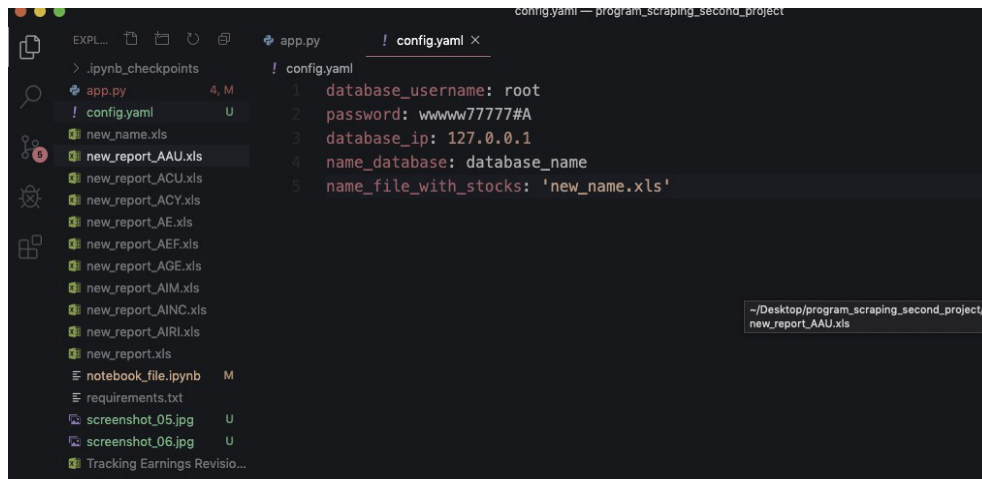 config.yaml — program_scraping_second_project
EXPL...
app.py
! config.yaml ×
> .ipynb_checkpoints
app.py 4, M
! config.yaml U
new_name.xls
new_report_AAU.xls
new_report_ACU.xls
new_report_ACY.xls
new_report_AE.xls
new_report_AEF.xls
new_report_AGE.xls
new_report_AIM.xls
new_report_AINC.xls
new_report_AIRI.xls
new_report.xls
notebook_file.ipynb M
requirements.txt
screenshot_05.jpg U
screenshot_06.jpg U
Tracking Earnings Revisio...
5
! config.yaml
1 database_username: root
2 password: wwwww77777#A
3 database_ip: 127.0.0.1
4 name_database: database_name
5 name_file_with_stocks: 'new_name.xls'
~/Desktop/program_scraping_second_project/
new_report_AAU.xls